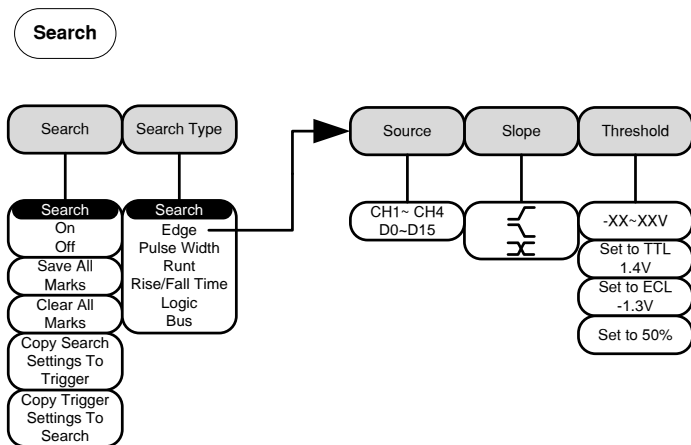 Search
Search
Search Type
Source
Slope
Threshold
Search
On
Off
Save All
Marks
Clear All
Marks
Copy Search
Settings To
Trigger
Copy Trigger
Settings To
Search
Search
Edge
Pulse Width
Runt
Rise/Fall Time
Logic
Bus
CH1~ CH4
D0~D15
-XX~XXV
Set to TTL
1.4V
Set to ECL
-1.3V
Set to 50%